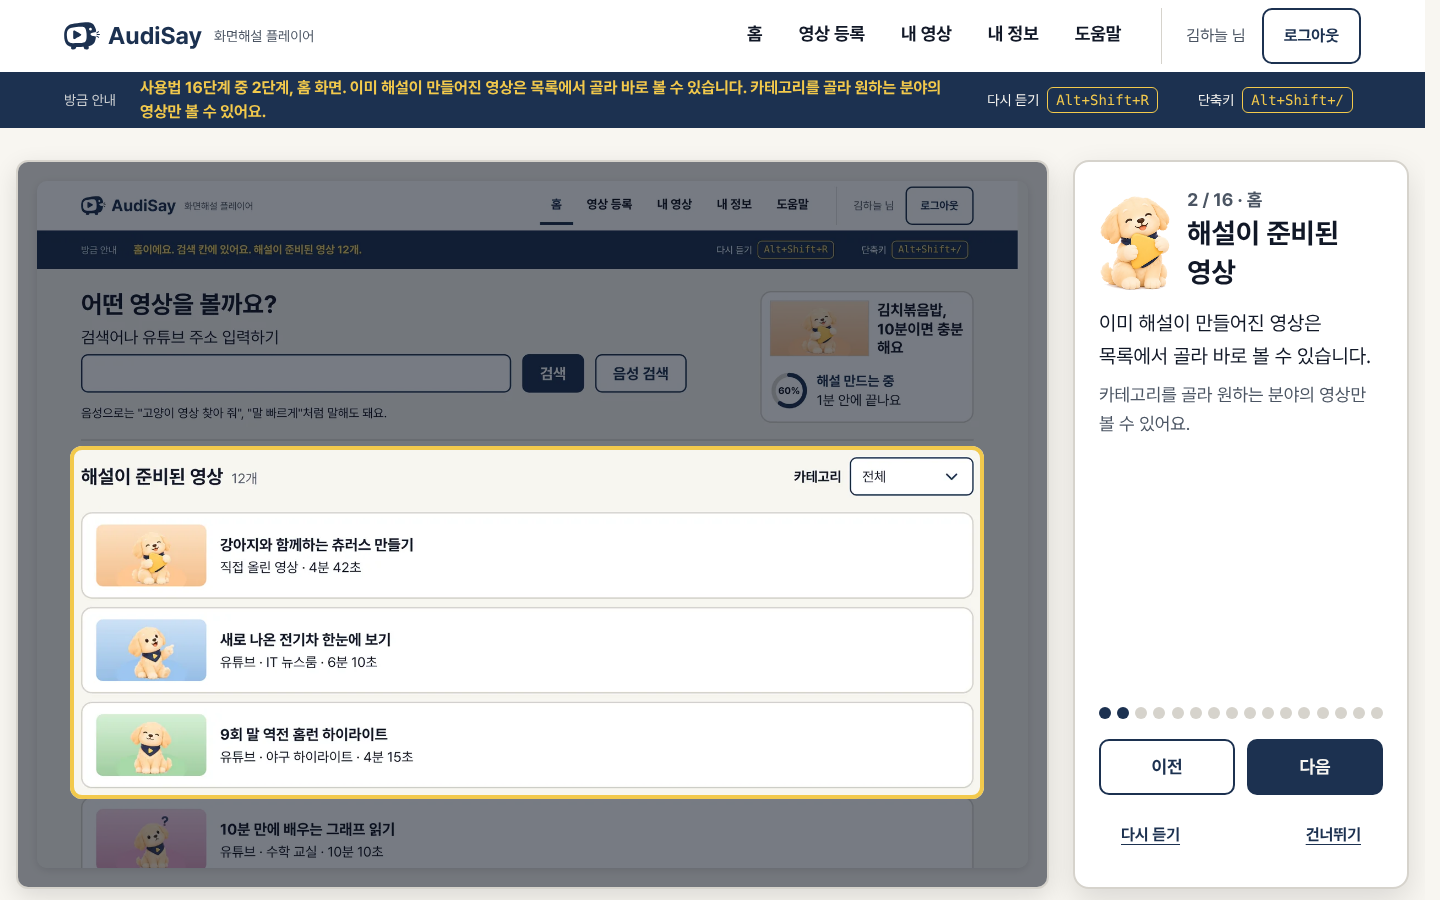 AudiSay 화면해설 플레이어
홈 영상 등록 내 영상 내 정보 도움말 김하늘 님 로그아웃
방금 안내 사용법 16단계 중 2단계, 홈 화면. 이미 해설이 만들어진 영상은 목록에서 골라 바로 볼 수 있습니다. 카테고리를 골라 원하는 분야의
영상만 볼 수 있어요.
다시 듣기 Alt+Shift+R 단축키 Alt+Shift+/
AudiSay 화면해설 플레이어
홈 영상 등록 내 영상 내 정보 도움말 김하늘 님 로그아웃
방금 안내 홈이에요. 검색 칸에 있어요. 해설이 준비된 영상 12개.
다시 듣기 Alt+Shift+R 단축키 Alt+Shift+/
어떤 영상을 볼까요?
검색어나 유튜브 주소 입력하기
검색 음성 검색
음성으로는 "고양이 영상 찾아 줘", "말 빠르게"처럼 말해도 돼요.
김치볶음밥,
10분이면 충분
해요
60%
해설 만드는 중
1분 안에 끝나요
해설이 준비된 영상 12개
카테고리 전체
강아지와 함께하는 츄러스 만들기
직접 올린 영상 · 4분 42초
새로 나온 전기차 한눈에 보기
유튜브 · IT 뉴스룸 · 6분 10초
9회 말 역전 홈런 하이라이트
유튜브 · 야구 하이라이트 · 4분 15초
?
10분 만에 배우는 그래프 읽기
유튜브 · 수학 교실 · 10분 10초
2 / 16 · 홈
해설이 준비된
영상
이미 해설이 만들어진 영상은
목록에서 골라 바로 볼 수 있습니다.
카테고리를 골라 원하는 분야의 영상만
볼 수 있어요.
이전 다음
다시 듣기 건너뛰기